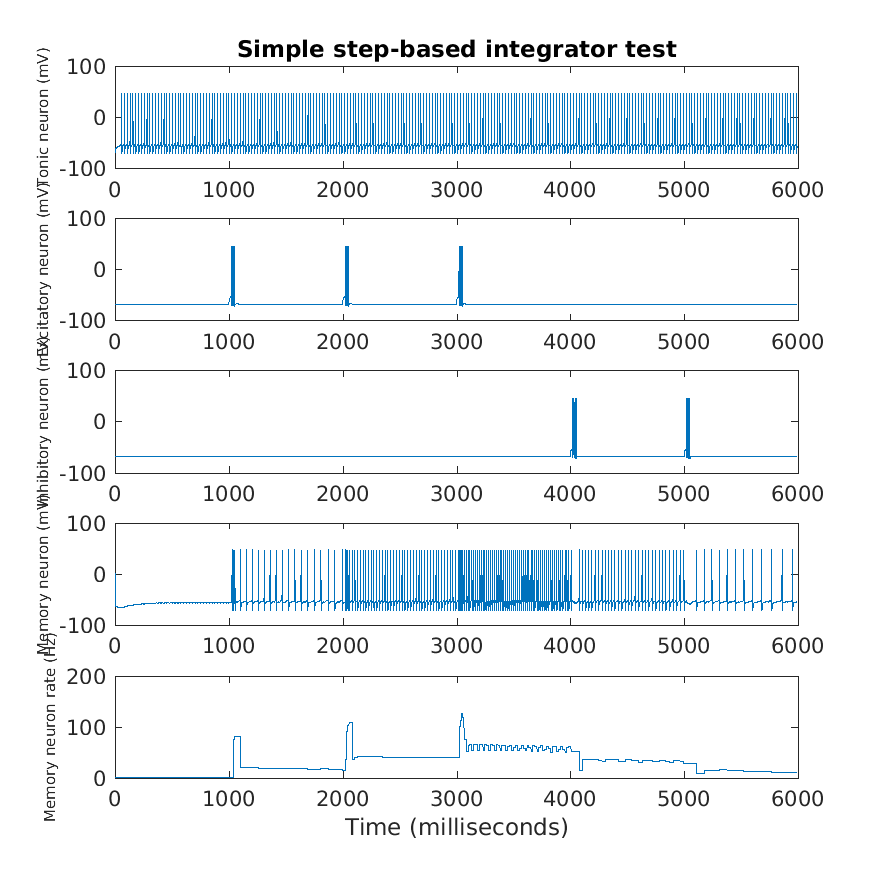 Simple step-based integrator test
Tonic neuron (mV)
100
0
-100
0 1000 2000 3000 4000 5000 6000
Excitatory neuron (mV)
100
0
-100
0 1000 2000 3000 4000 5000 6000
Inhibitory neuron (mV)
100
0
-100
0 1000 2000 3000 4000 5000 6000
Memory neuron (mV)
100
0
-100
0 1000 2000 3000 4000 5000 6000
Memory neuron rate (Hz)
200
100
0
0 1000 2000 3000 4000 5000 6000
Time (milliseconds)